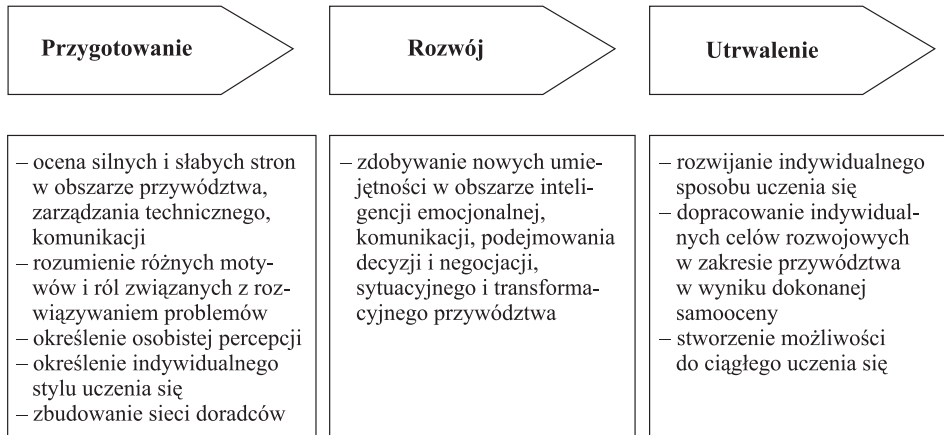 Przygotowanie
Rozwój
Utrwalenie
– ocena silnych i słabych stron
w obszarze przywództwa,
zarządzania technicznego,
komunikacji
– rozumienie różnych moty-
wów i ról związanych z roz-
wiązywaniem problemów
– określenie osobistej percepcji
– określenie indywidualnego
stylu uczenia się
– zbudowanie sieci doradców
– zdobywanie nowych umie-
jętności w obszarze inteli-
gencji emocjonalnej,
komunikacji, podejmowania
decyzji i negocjacji,
sytuacyjnego i transforma-
cyjnego przywództwa
– rozwijanie indywidualnego
sposobu uczenia się
– dopracowanie indywidual-
nych celów rozwojowych
w zakresie przywództwa
w wyniku dokonanej
samooceny
– stworzenie możliwości
do ciągłego uczenia się